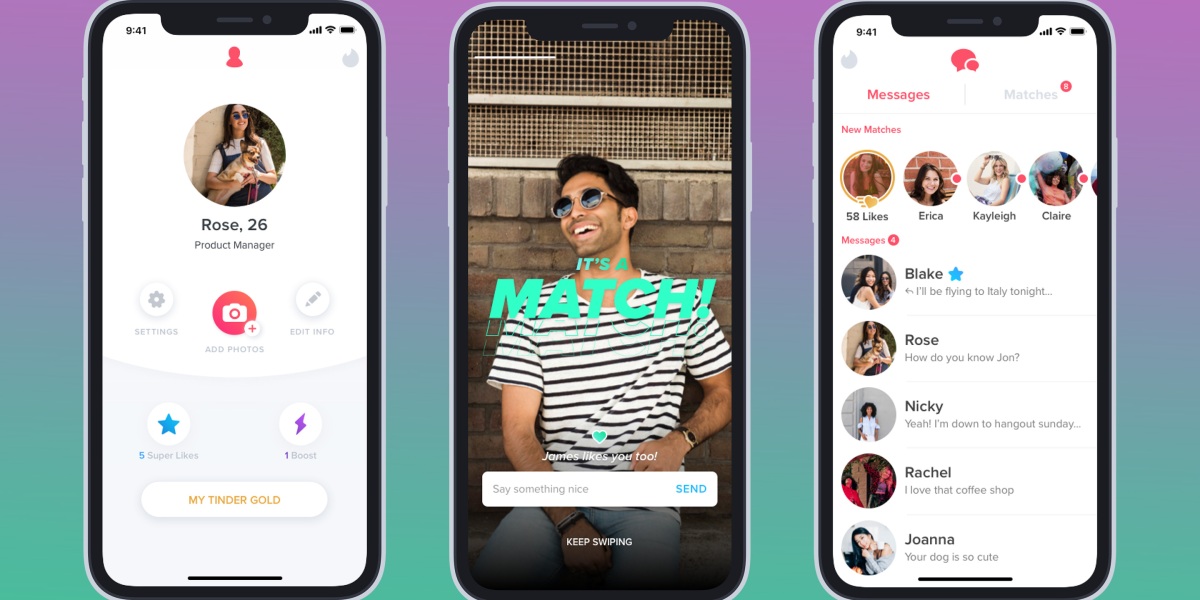 9:41
Rose, 26
Product Manager
SETTINGS
ADD PHOTOS
EDIT INFO
5 Super Likes
1 Boost
MY TINDER GOLD
IT'S A
MATCH!
James likes you too!
Say something nice
SEND
KEEP SWIPING
9:41
Messages
Matches
8
New Matches
58 Likes
Erica
Kayleigh
Claire
Messages 4
Blake
I'll be flying to Italy tonight...
Rose
How do you know Jon?
Nicky
Yeah! I'm down to hangout sunday...
Rachel
I love that coffee shop
Joanna
Your dog is so cute